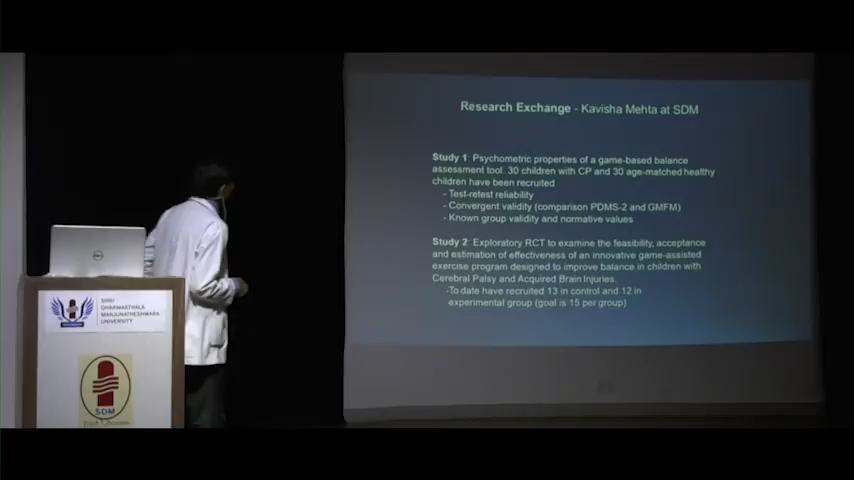 Research Exchange - Kavisha Mehta at SDM
Study 1: Psychometric properties of a game-based balance
assessment tool. 30 children with CP and 30 age-matched healthy
children have been recruited
- Test-retest reliability
- Convergent validity (comparison PDMS-2 and GMFM)
- Known group validity and normative values
Study 2: Exploratory RCT to examine the feasibility, acceptance
and estimation of effectiveness of an innovative game-assisted
exercise program designed to improve balance in children with
Cerebral Palsy and Acquired Brain Injuries.
-To date have recruited 13 in control and 12 in
experimental group (goal is 15 per group)
DELL
SHRI
DHARMASTHALA
MANJUNATHESHWARA
UNIVERSITY
SDM